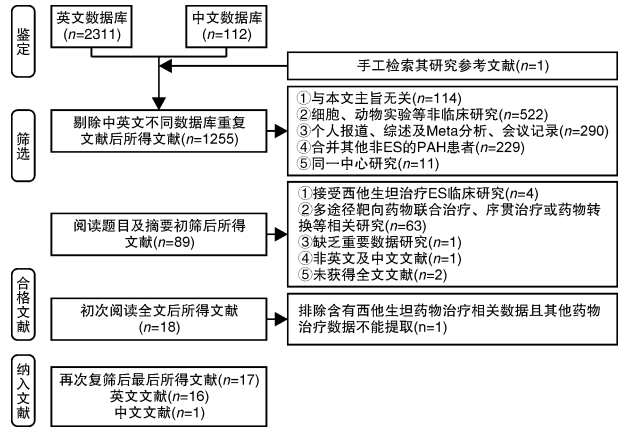 鉴定
英文数据库
(n=2311)
中文数据库
(n=112)
手工检索其研究参考文献(n=1)
筛选
剔除中英文不同数据库重复
文献后所得文献(n=1255)
①与本文主旨无关(n=114)
②细胞、动物实验等非临床研究(n=522)
③个人报道、综述及Meta分析、会议记录(n=290)
④合并其他非ES的PAH患者(n=229)
⑤同一中心研究(n=11)
阅读题目及摘要初筛后所得
文献(n=89)
①接受西他生坦治疗ES临床研究(n=4)
②多途径靶向药物联合治疗、序贯治疗或药物转
换等相关研究(n=63)
③缺乏重要数据研究(n=1)
④非英文及中文文献(n=1)
⑤未获得全文文献(n=2)
合格文献
初次阅读全文后所得文献
(n=18)
排除含有西他生坦药物治疗相关数据且其他药物
治疗数据不能提取(n=1)
纳入文献
再次复筛后最后所得文献(n=17)
英文文献(n=16)
中文文献(n=1)